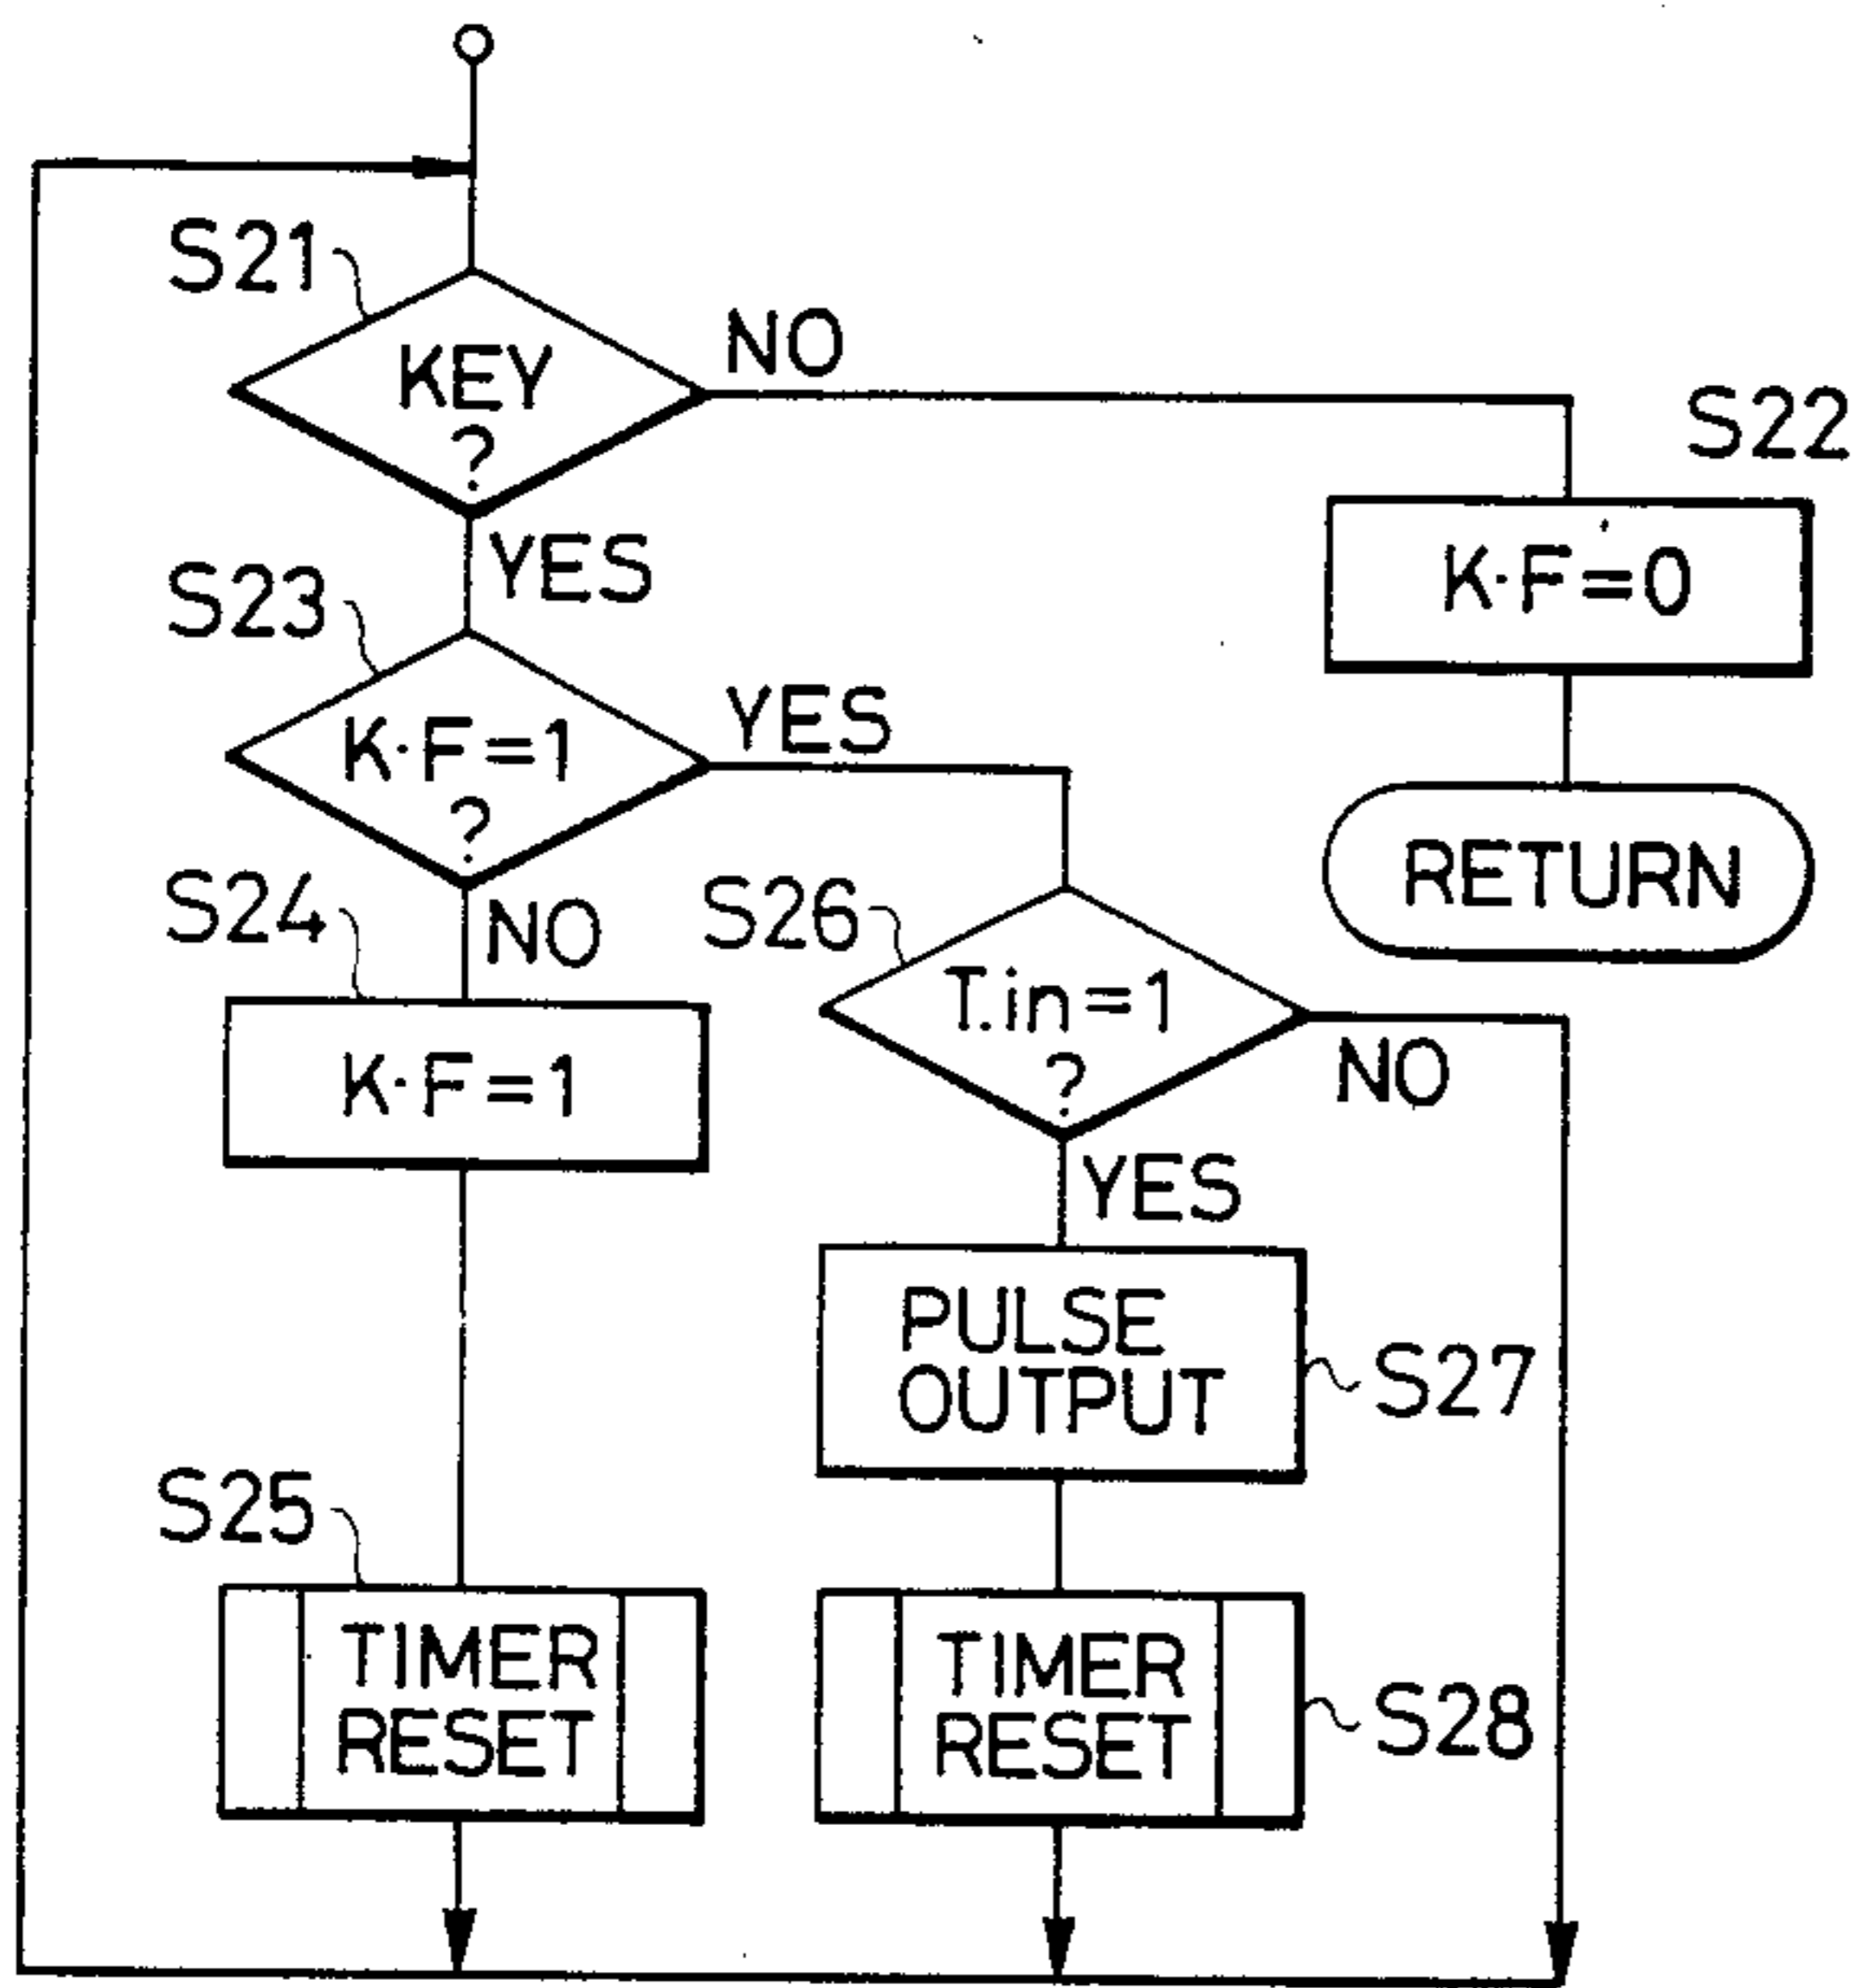 S21
KEY
?
NO
YES
S22
K·F=0
RETURN
S23
K·F=1
?
YES
NO
S24
K·F=1
S25
TIMER
RESET
S26
T.in=1
?
NO
YES
PULSE
OUTPUT
S27
TIMER
RESET
S28